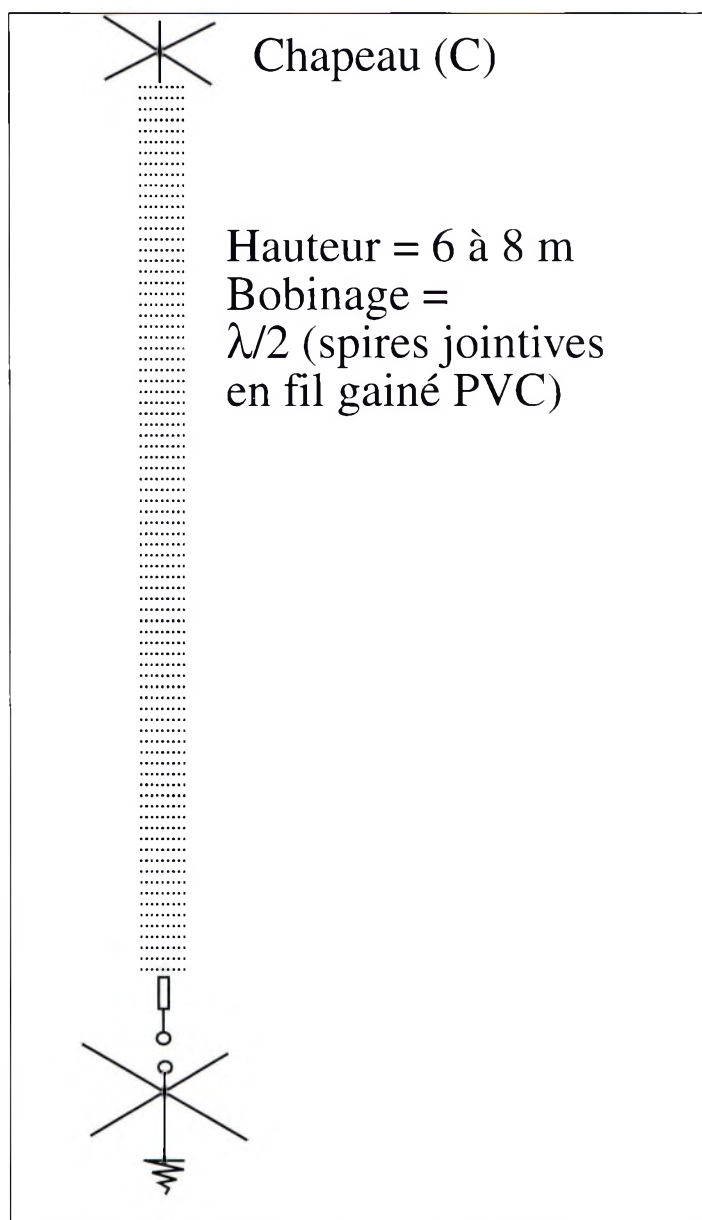 Chapeau (C)
Hauteur = 6 à 8 m
Bobinage =
λ/2 (spires jointives
en fil gainé PVC)